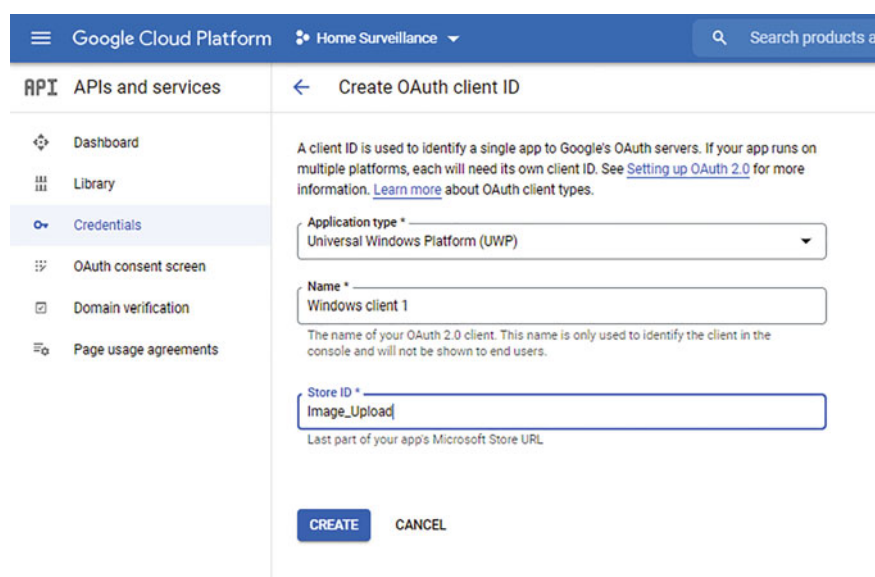 Google Cloud Platform
Home Surveillance
Search products a
API APIs and services
Create OAuth client ID
Dashboard
Library
Credentials
OAuth consent screen
Domain verification
Page usage agreements
A client ID is used to identify a single app to Google's OAuth servers. If your app runs on
multiple platforms, each will need its own client ID. See Setting up OAuth 2.0 for more
information. Learn more about OAuth client types.
Application type *
Universal Windows Platform (UWP)
Name *
Windows client 1
The name of your OAuth 2.0 client. This name is only used to identify the client in the
console and will not be shown to end users.
Store ID *
Image_Upload
Last part of your app's Microsoft Store URL
CREATE
CANCEL